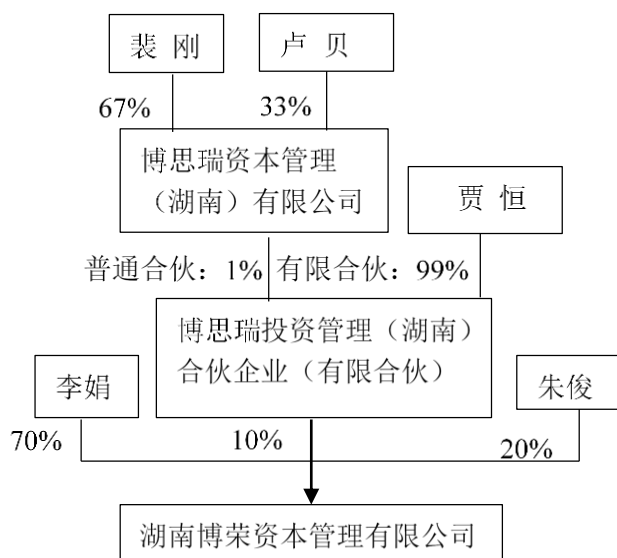 裴 刚
卢 贝
67%
33%
博思瑞资本管理
（湖南）有限公司
贾 恒
普通合伙：1%
有限合伙：99%
博思瑞投资管理（湖南）
合伙企业（有限合伙）
李娟
朱俊
70%
10%
20%
湖南博荣资本管理有限公司